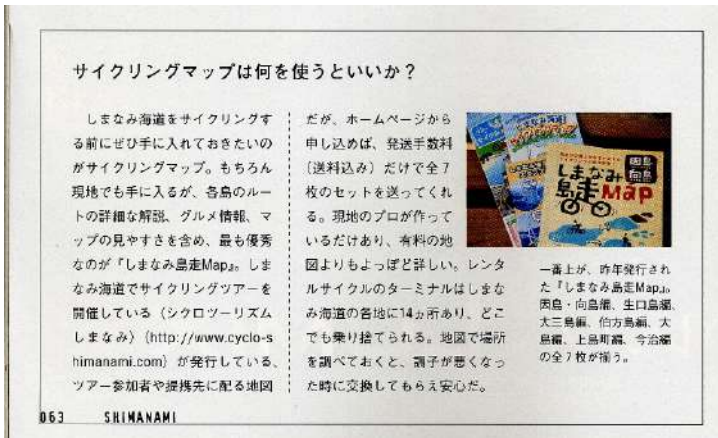 サイクリングマップは何を使うといいか?
しまなみ海道をサイクリングす
る前にぜひ手に入れておきたいの
がサイクリングマップ。もちろん
現地でも手に入るが、各島のルー
トの詳細な解説、グルメ情報、マ
ップの見やすさを含め、最も優秀
なのが『しまなみ島走Map』。しま
なみ海道でサイクリングツアーを
開催している〈シクロツーリズム
しまなみ〉(http://www.cyclo-s
himanami.com)が発行している、
ツアー参加者や提携先に配る地図
だが、ホームページから
申し込めば、発送手数料
(送料込み)だけで全7
枚のセットを送ってくれ
る。現地のプロが作って
いるだけあり、有料の地
図よりもよっぽど詳しい。レンタ
ルサイクルのターミナルはしまな
み海道の各地に14ヵ所あり、どこ
でも乗り捨てられる。地図で場所
を調べておくと、調子が悪くなっ
た時に交換してもらえ安心だ。
しまなみ
島走Map
因島
向島
一番上が、昨年発行され
た『しまなみ島走Map』。
因島・向島編、生口島編、
大三島編、伯方島編、大
島編、上島町編、今治編
の全7枚が揃う。
063 SHIMANAMI